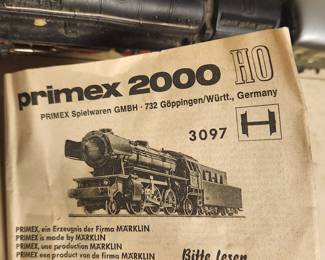 primex 2000 HO
PRIMEX Spielwaren GMBH · 732 Göppingen/Württ., Germany
3097
PRIMEX, ein Erzeugnis der Firma MÄRKLIN
PRIMEX is made by MÄRKLIN
PRIMEX, une production MÄRKLIN
PRIMEX een product van de firma MÄRKLIN
Bitte lesen